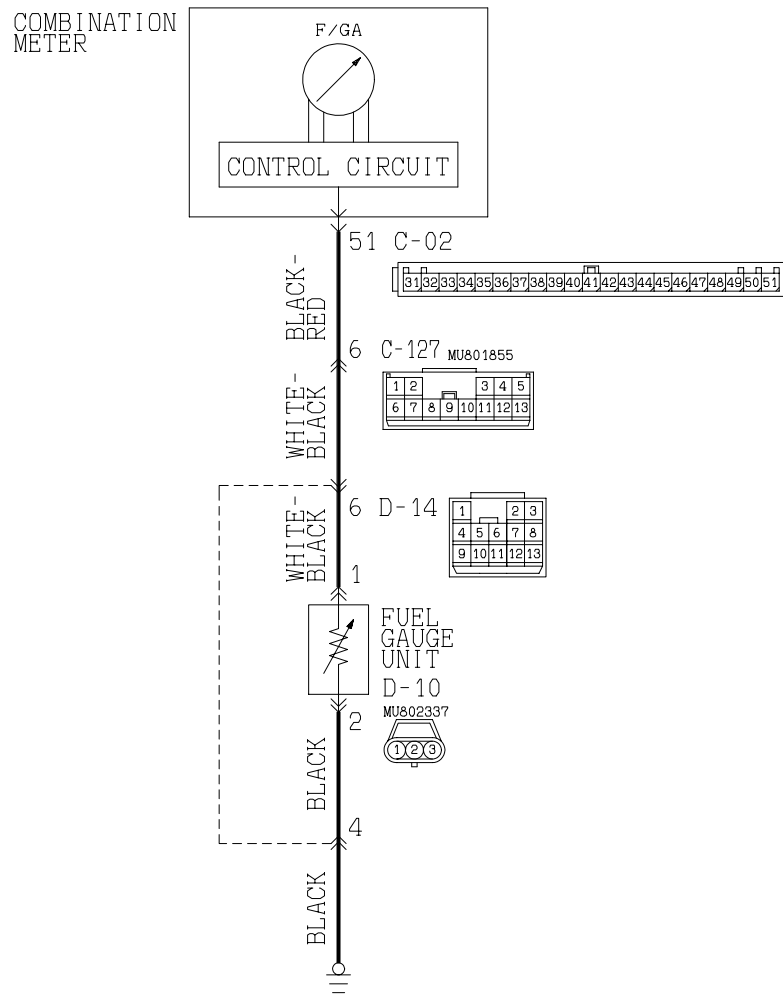 COMBINATION
METER
F/GA
CONTROL CIRCUIT
51 C-02
31 32 33 34 35 36 37 38 39 40 41 42 43 44 45 46 47 48 49 50 51
BLACK-
RED
6 C-127 MU801855
1 2 3 4 5
6 7 8 9 10 11 12 13
WHITE-
BLACK
6 D-14
1 2 3
4 5 6 7 8
9 10 11 12 13
WHITE-
BLACK
1
FUEL
GAUGE
UNIT
D-10
MU802337
2
1 2 3
BLACK
4
BLACK